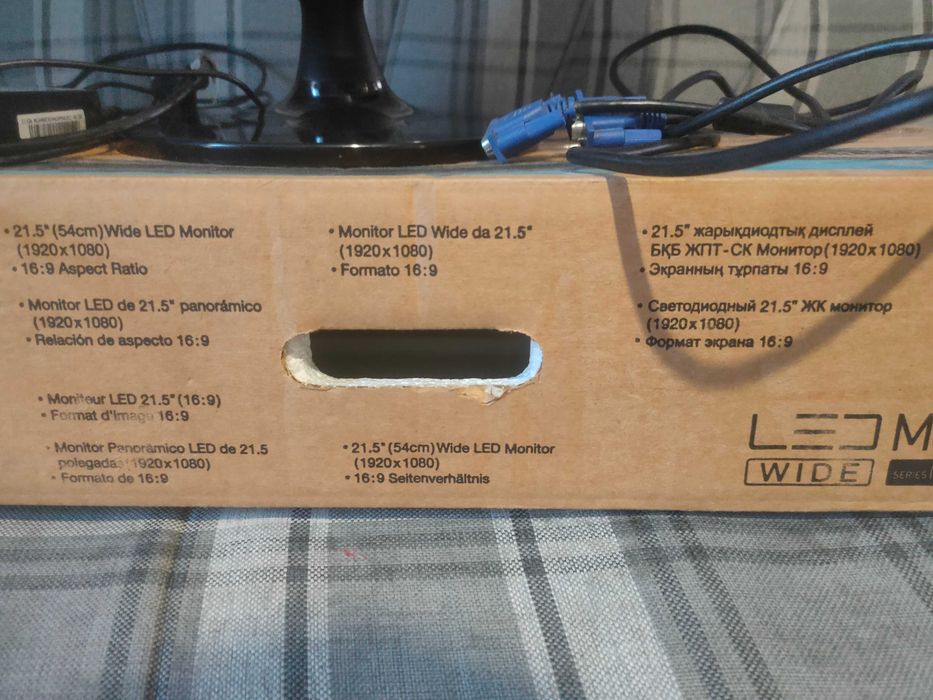 • 21.5" (54cm) Wide LED Monitor
(1920x1080)
• 16:9 Aspect Ratio
• Monitor LED de 21.5" panorámico
(1920x1080)
• Relación de aspecto 16:9
• Moniteur LED 21.5" (16:9)
• Format d'Image 16:9
• Monitor Panorâmico LED de 21.5
polegadas (1920x1080)
• Formato de 16:9
• Monitor LED Wide da 21.5"
(1920x1080)
• Formato 16:9
• 21.5" (54cm) Wide LED Monitor
(1920x1080)
• 16:9 Seitenverhältnis
• 21.5" жарықдиодтық дисплей
БҚБ ЖПТ-СК Монитор (1920x1080)
• Экранның тұрпаты 16:9
• Светодиодный 21.5" ЖК монитор
(1920x1080)
• Формат экрана 16:9
LED M
WIDE SERIES